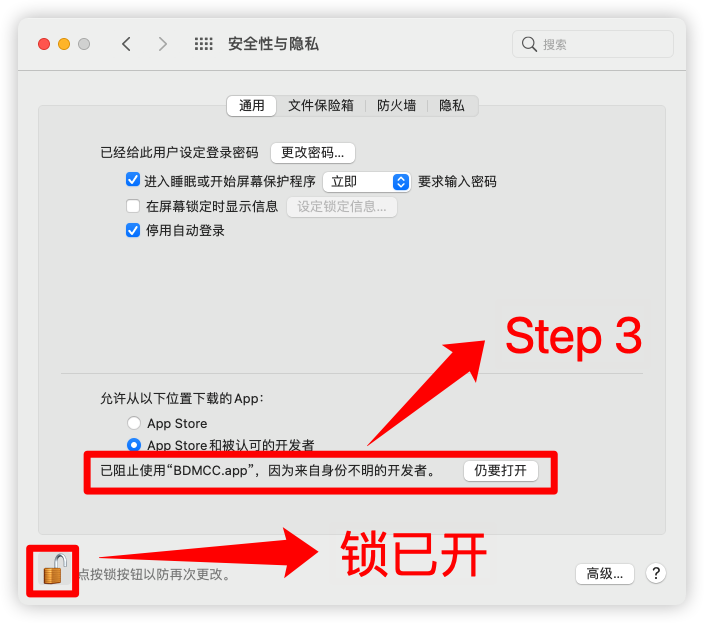 安全性与隐私
搜索
通用 文件保险箱 防火墙 隐私
已经给此用户设定登录密码 更改密码...
进入睡眠或开始屏幕保护程序 立即 要求输入密码
在屏幕锁定时显示信息 设定锁定信息...
停用自动登录
Step 3
允许从以下位置下载的App：
App Store
App Store和被认可的开发者
已阻止使用“BDMCC.app”，因为来自身份不明的开发者。 仍要打开
锁已开
点按锁按钮以防再次更改。
高级... ?